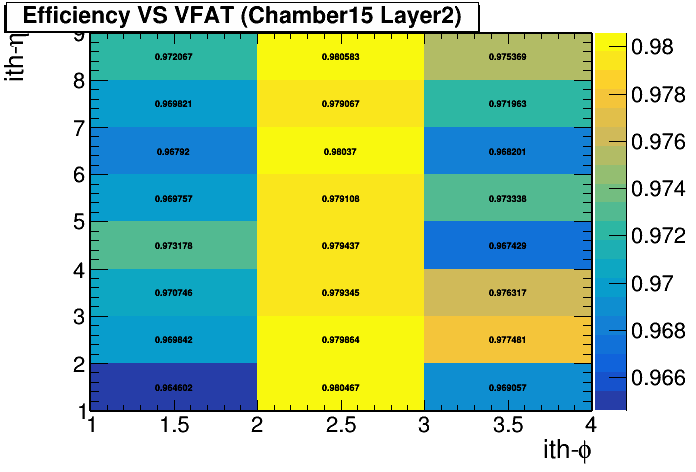 Efficiency VS VFAT (Chamber15 Layer2)
ith-η
9
8
7
6
5
4
3
2
1
0.972067 0.980583 0.975369
0.969821 0.979067 0.971963
0.96792 0.98037 0.968201
0.969757 0.979108 0.973338
0.973178 0.979437 0.967429
0.970746 0.979345 0.976317
0.969842 0.979864 0.977481
0.964602 0.980467 0.969057
1 1.5 2 2.5 3 3.5 4
ith-ϕ
0.98
0.978
0.976
0.974
0.972
0.97
0.968
0.966